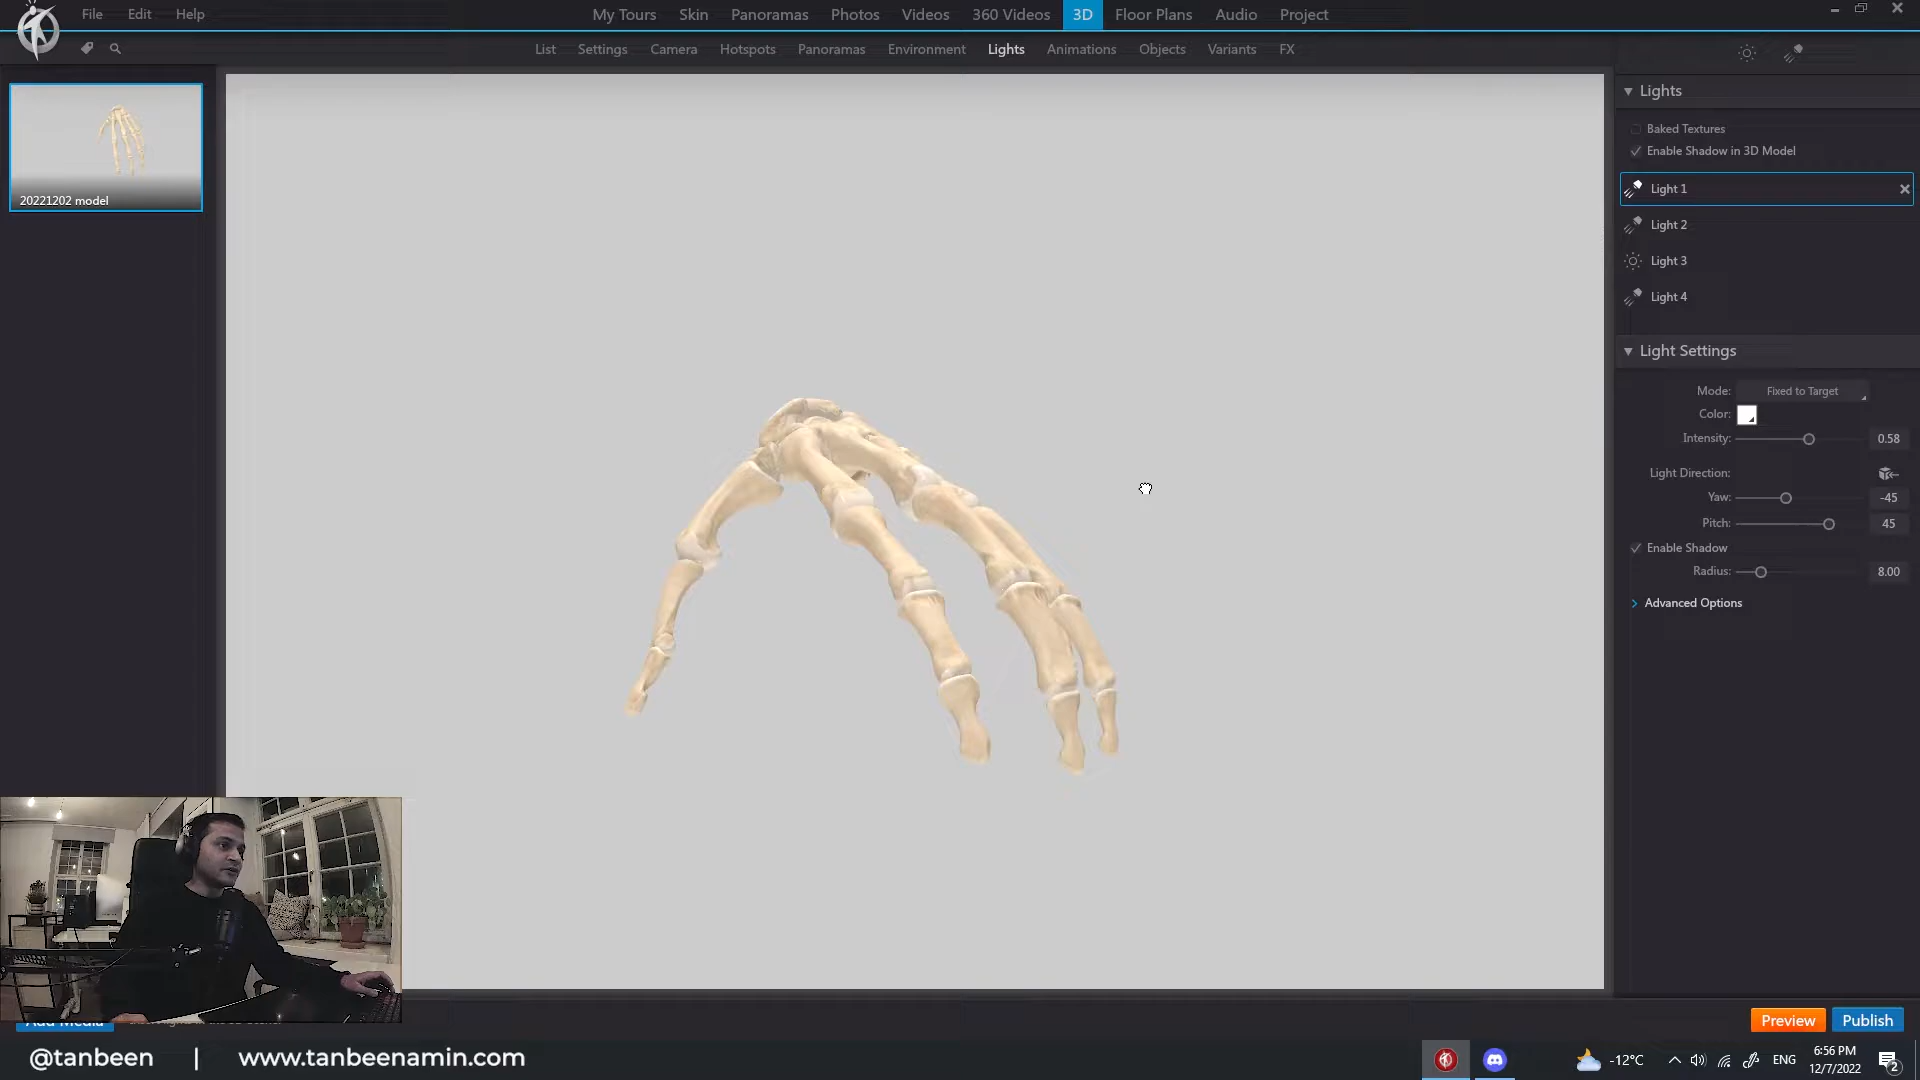 File Edit Help
My Tours Skin Panoramas Photos Videos 360 Videos 3D Floor Plans Audio Project
List Settings Camera Hotspots Panoramas Environment Lights Animations Objects Variants FX
20221202 model
Lights
Baked Textures
Enable Shadow in 3D Model
Light 1
Light 2
Light 3
Light 4
Light Settings
Mode: Fixed to Target
Color:
Intensity: 0.58
Light Direction:
Yaw: -45
Pitch: 45
Enable Shadow
Radius: 8.00
Advanced Options
Add Media
Preview Publish
@tanbeen | www.tanbeenamin.com
-12°C ENG 6:56 PM
12/7/2022
2